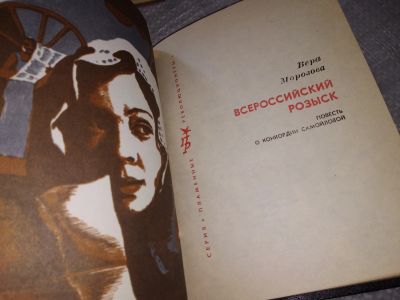 Вера
Морозова
ВСЕРОССИЙСКИЙ
РОЗЫСК
ПОВЕСТЬ
О КОНКОРДИИ САМОЙЛОВОЙ
СЕРИЯ • ПЛАМЕННЫЕ
РЕВОЛЮЦИОНЕРЫ •